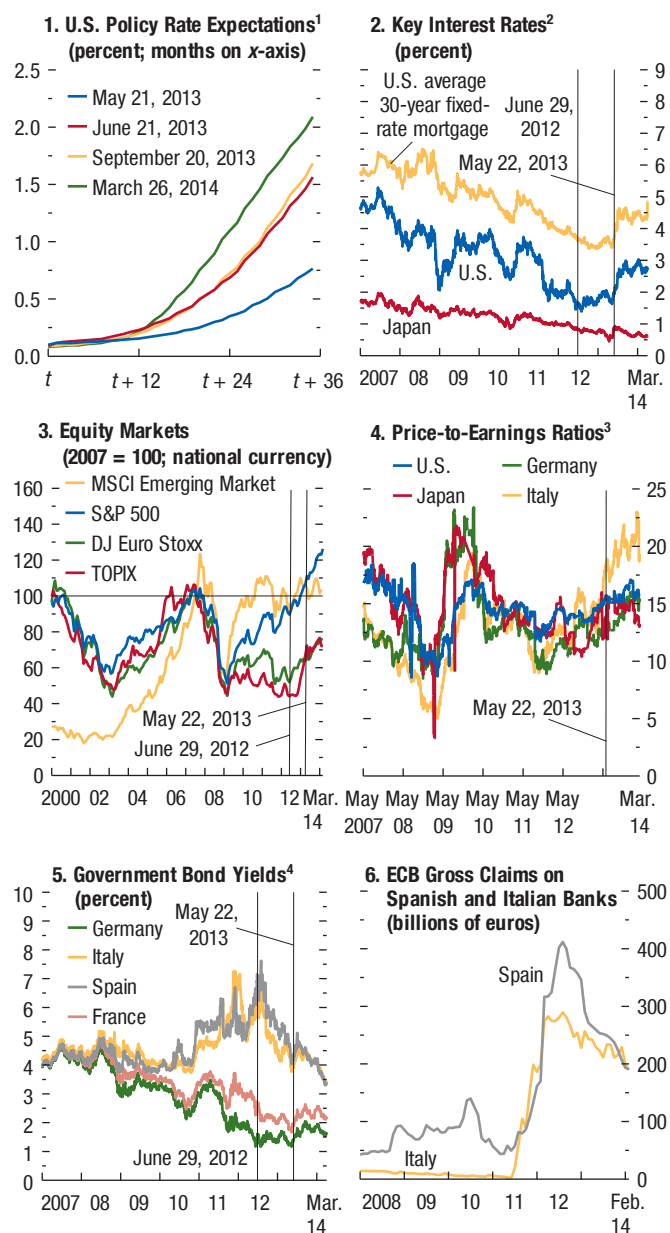 1. U.S. Policy Rate Expectations1
(percent; months on x-axis)
2.5
2.0
1.5
1.0
0.5
0.0
May 21, 2013
June 21, 2013
September 20, 2013
March 26, 2014
t
t + 12
t + 24
t + 36
2. Key Interest Rates2
(percent)
9
8
7
6
5
4
3
2
1
0
U.S. average
30-year fixed-
rate mortgage
June 29,
2012
May 22, 2013
U.S.
Japan
2007 08 09 10 11 12 Mar.
14
3. Equity Markets
(2007 = 100; national currency)
160
140
120
100
80
60
40
20
0
MSCI Emerging Market
S&P 500
DJ Euro Stoxx
TOPIX
May 22, 2013
June 29, 2012
2000 02 04 06 08 10 12 Mar.
14
4. Price-to-Earnings Ratios3
U.S.
Germany
Japan
Italy
25
20
15
10
5
0
May 22, 2013
May May May May May May Mar.
2007 08 09 10 11 12 14
5. Government Bond Yields4
(percent)
10
9
8
7
6
5
4
3
2
1
0
Germany
Italy
Spain
France
May 22,
2013
June 29, 2012
2007 08 09 10 11 12 Mar.
14
6. ECB Gross Claims on
Spanish and Italian Banks
(billions of euros)
500
400
300
200
100
0
Spain
Italy
2008 09 10 11 12 Feb.
14